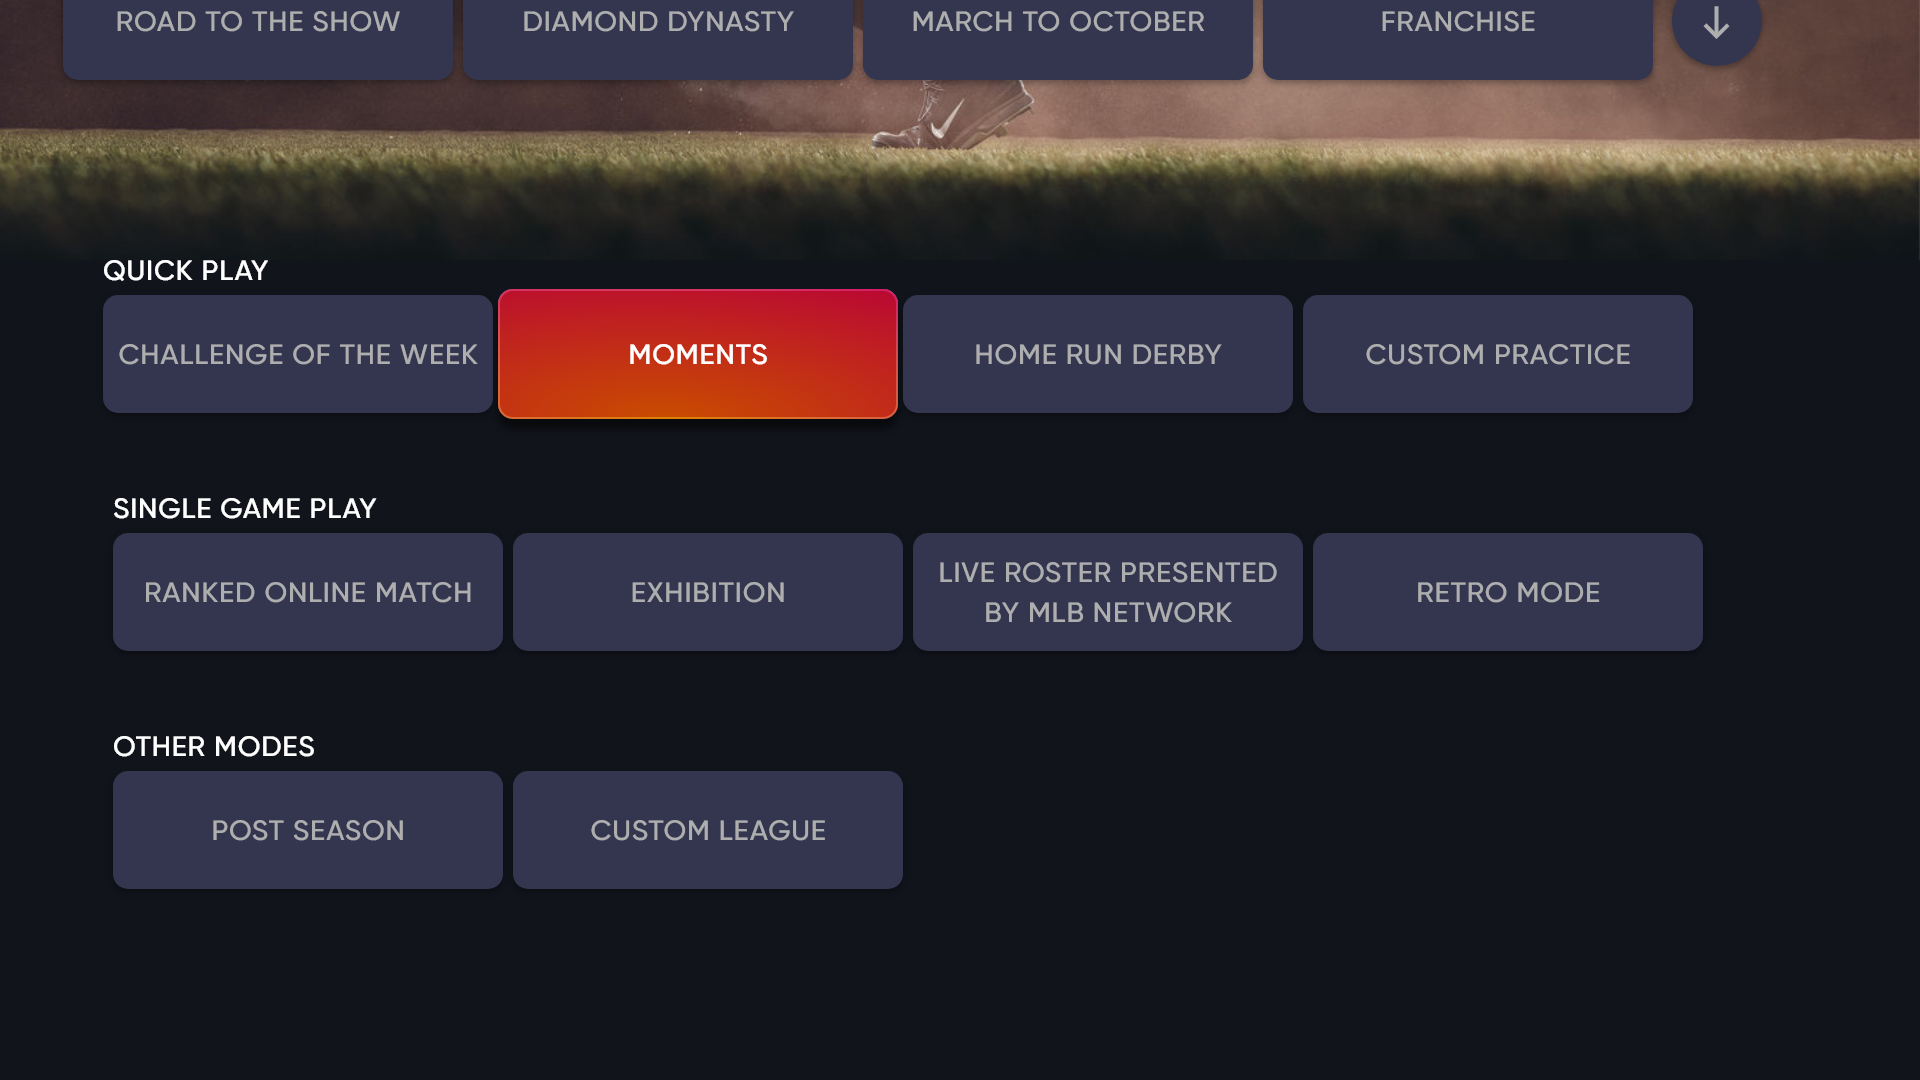 ROAD TO THE SHOW
DIAMOND DYNASTY
MARCH TO OCTOBER
FRANCHISE
QUICK PLAY
CHALLENGE OF THE WEEK
MOMENTS
HOME RUN DERBY
CUSTOM PRACTICE
SINGLE GAME PLAY
RANKED ONLINE MATCH
EXHIBITION
LIVE ROSTER PRESENTED
BY MLB NETWORK
RETRO MODE
OTHER MODES
POST SEASON
CUSTOM LEAGUE